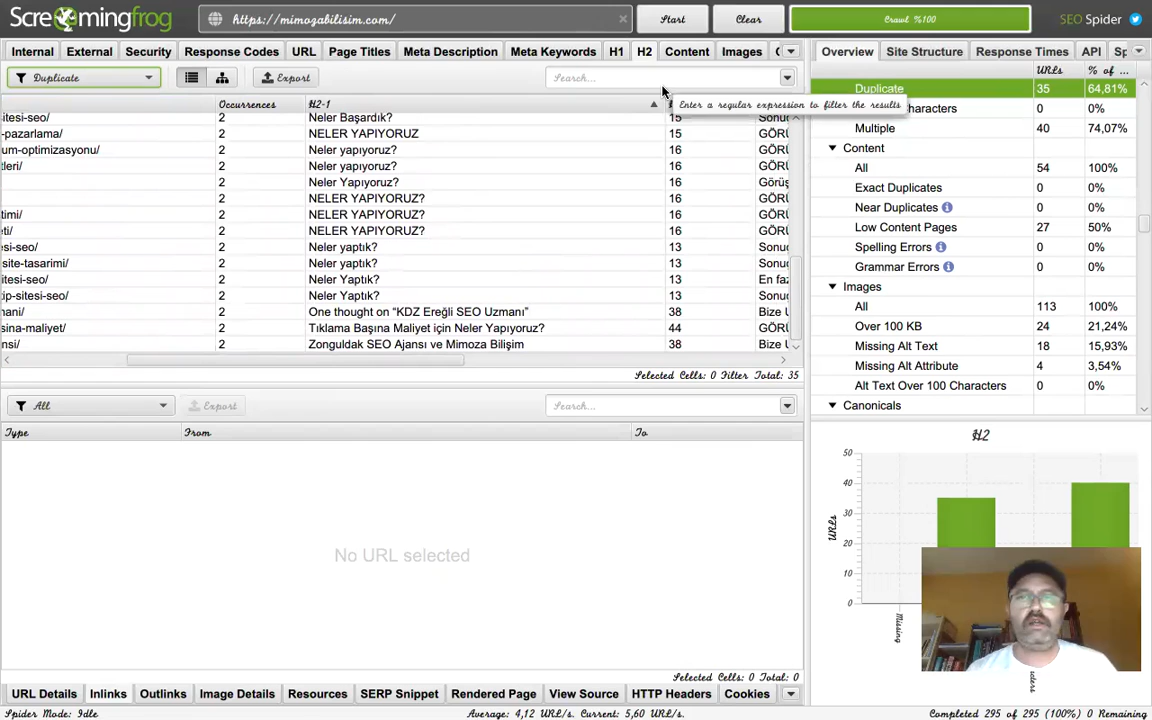 Screamingfrog
https://mimozabilisim.com/
Start
Clear
Crawl %100
SEO Spider
Internal External Security Response Codes URL Page Titles Meta Description Meta Keywords H1 H2 Content Images
Overview Site Structure Response Times API Sp
Duplicate
Export
Search...
URLs % of ...
Duplicate 35 64,81%
Enter a regular expression to filter the results
haracters 0 0%
Multiple 40 74,07%
Content
All 54 100%
Exact Duplicates 0 0%
Near Duplicates 0 0%
Low Content Pages 27 50%
Spelling Errors 0 0%
Grammar Errors 0 0%
Images
All 113 100%
Over 100 KB 24 21,24%
Missing Alt Text 18 15,93%
Missing Alt Attribute 4 3,54%
Alt Text Over 100 Characters 0 0%
Canonicals
Occurrences H2-1
sitesi-seo/ 2 Neler Başardık? 15 Sonuc
-pazarlama/ 2 NELER YAPIYORUZ 15 GÖRÜ
um-optimizasyonu/ 2 Neler yapıyoruz? 16 GÖRÜ
tleri/ 2 Neler yapıyoruz? 16 GÖRÜ
2 Neler Yapıyoruz? 16 Görüş
2 NELER YAPIYORUZ? 16 GÖRÜ
timi/ 2 NELER YAPIYORUZ? 16 GÖRÜ
eti/ 2 NELER YAPIYORUZ? 16 GÖRÜ
si-seo/ 2 Neler yaptık? 13 Sonuc
site-tasarimi/ 2 Neler yaptık? 13 Sonuc
itesi-seo/ 2 Neler Yaptık? 13 En faz
tip-sitesi-seo/ 2 Neler Yaptık? 13 Sonuc
nani/ 2 One thought on “KDZ Ereğli SEO Uzmanı” 38 Bize U
sina-maliyet/ 2 Tıklama Başına Maliyet için Neler Yapıyoruz? 44 GÖRÜ
nsi/ 2 Zonguldak SEO Ajansı ve Mimoza Bilişim 38 Bize U
Selected Cells: 0 Filter Total: 35
All
Export
Search...
Type From To
No URL selected
Selected Cells: 0 Total: 0
H2
URLs
50
40
30
20
10
0
Missing
URL Details Inlinks Outlinks Image Details Resources SERP Snippet Rendered Page View Source HTTP Headers Cookies
Spider Mode: Idle
Average: 4,12 URL/s. Current: 5,60 URL/s.
Completed 295 of 295 (100%) 0 Remaining